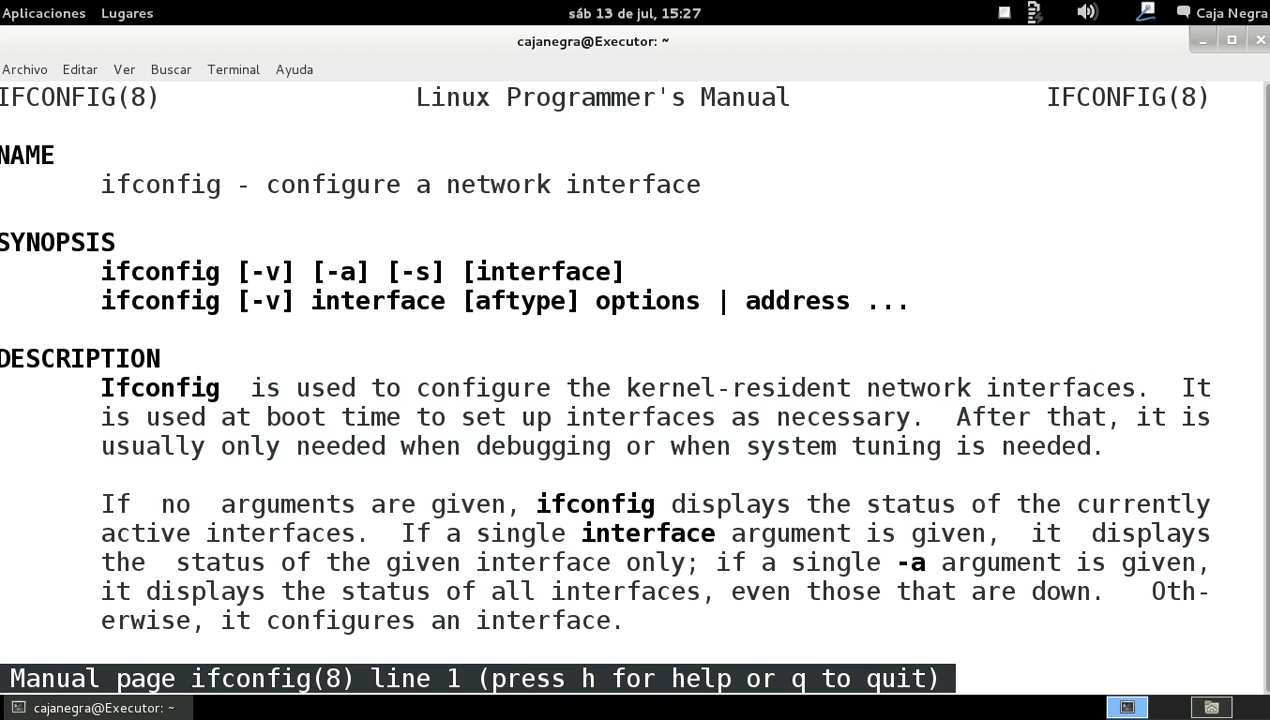 Aplicaciones Lugares sáb 13 de jul, 15:27 Caja Negra
cajanegra@Executor: ~
Archivo Editar Ver Buscar Terminal Ayuda
IFCONFIG(8) Linux Programmer's Manual IFCONFIG(8)
NAME
ifconfig - configure a network interface
SYNOPSIS
ifconfig [-v] [-a] [-s] [interface]
ifconfig [-v] interface [aftype] options | address ...
DESCRIPTION
Ifconfig is used to configure the kernel-resident network interfaces. It
is used at boot time to set up interfaces as necessary. After that, it is
usually only needed when debugging or when system tuning is needed.
If no arguments are given, ifconfig displays the status of the currently
active interfaces. If a single interface argument is given, it displays
the status of the given interface only; if a single -a argument is given,
it displays the status of all interfaces, even those that are down. Oth-
erwise, it configures an interface.
Manual page ifconfig(8) line 1 (press h for help or q to quit)
cajanegra@Executor: ~